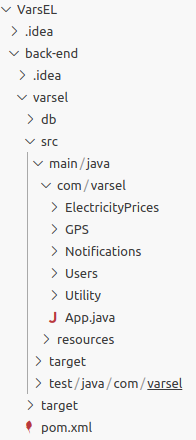 VarsEL
.idea
back-end
.idea
varsel
db
src
main/java
com/varsel
ElectricityPrices
GPS
Notifications
Users
Utility
J App.java
resources
target
test/java/com/varsel
target
pom.xml